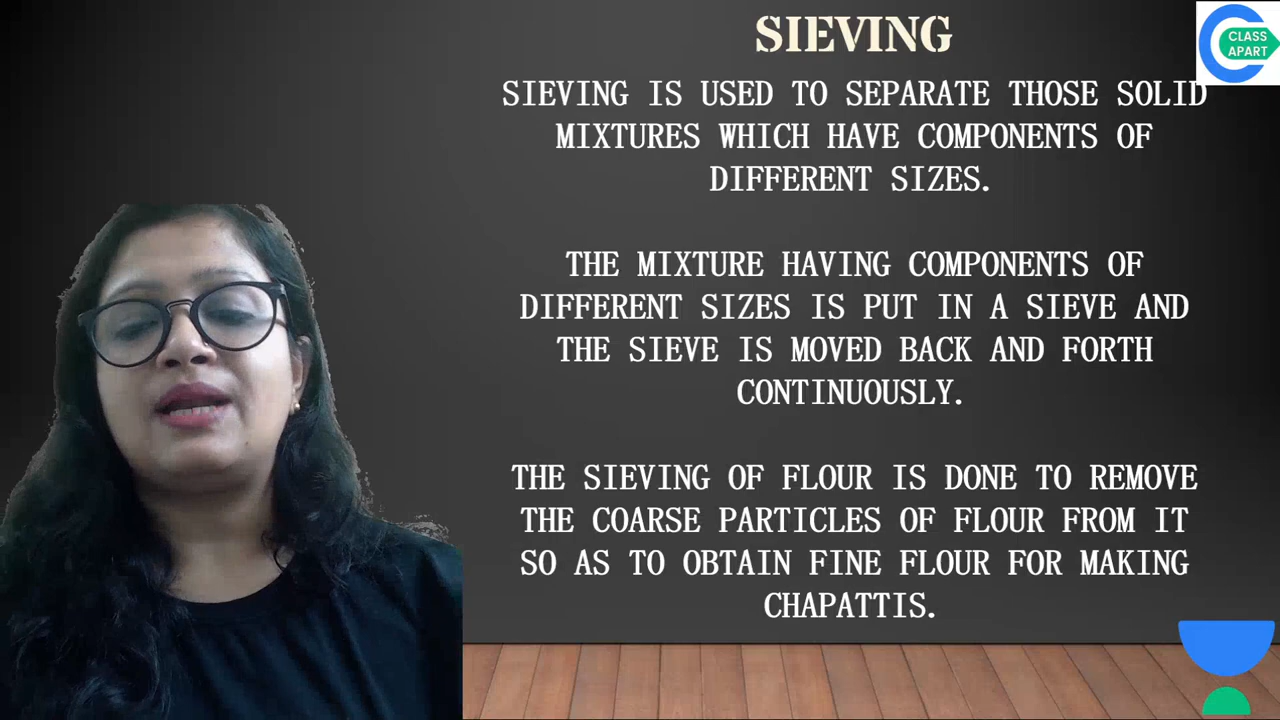 SIEVING
CLASS
APART
SIEVING IS USED TO SEPARATE THOSE SOLID
MIXTURES WHICH HAVE COMPONENTS OF
DIFFERENT SIZES.
THE MIXTURE HAVING COMPONENTS OF
DIFFERENT SIZES IS PUT IN A SIEVE AND
THE SIEVE IS MOVED BACK AND FORTH
CONTINUOUSLY.
THE SIEVING OF FLOUR IS DONE TO REMOVE
THE COARSE PARTICLES OF FLOUR FROM IT
SO AS TO OBTAIN FINE FLOUR FOR MAKING
CHAPATTIS.